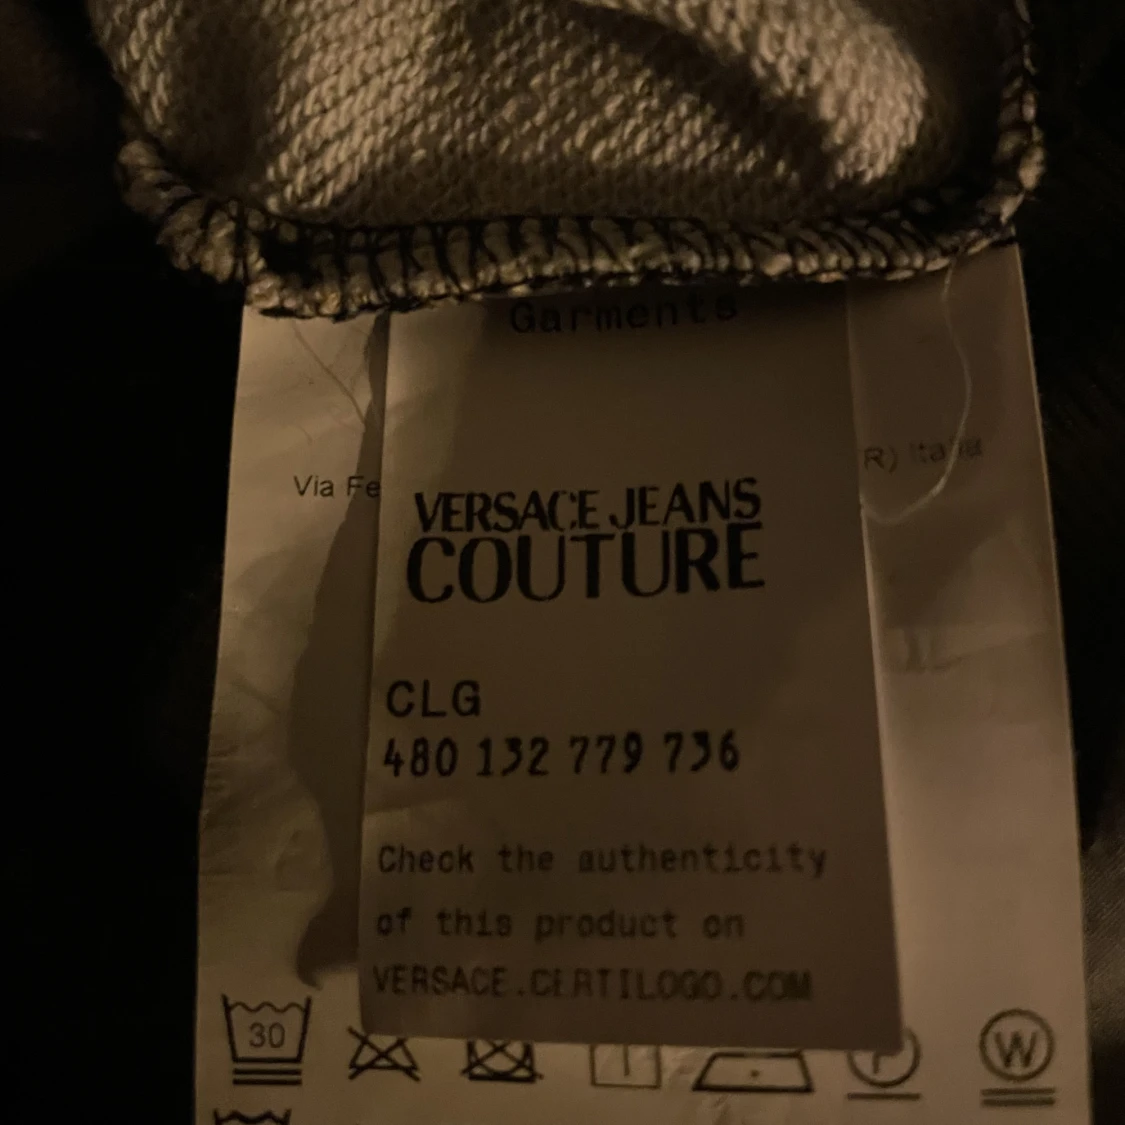 Garments
Via Fe
R) Italia
VERSACE JEANS
COUTURE
CLG
480 132 779 736
Check the authenticity
of this product on
VERSACE.CERTILOGO.COM
30
P
W